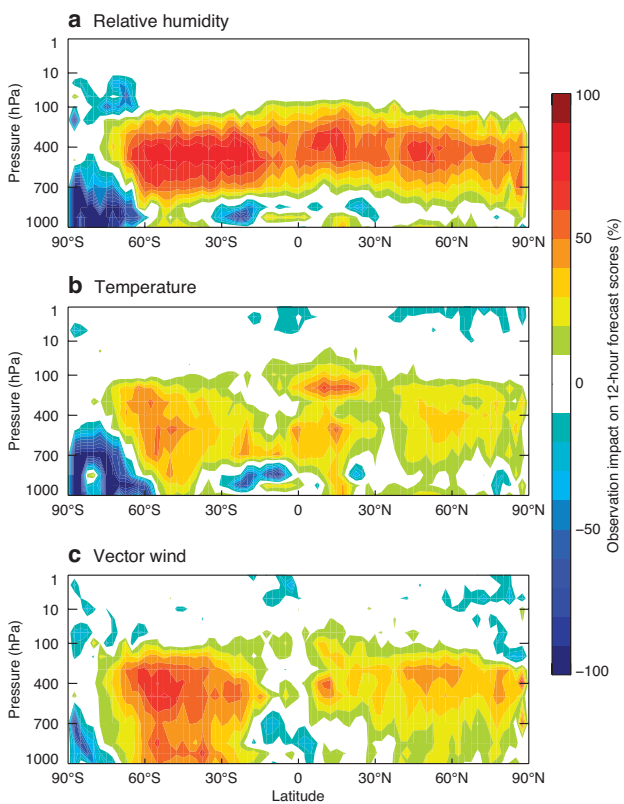 a Relative humidity
1
10
100
400
700
1000
Pressure (hPa)
90°S 60°S 30°S 0 30°N 60°N 90°N
b Temperature
1
10
100
400
700
1000
Pressure (hPa)
90°S 60°S 30°S 0 30°N 60°N 90°N
c Vector wind
1
10
100
400
700
1000
Pressure (hPa)
90°S 60°S 30°S 0 30°N 60°N 90°N
Latitude
100
50
0
−50
−100
Observation impact on 12-hour forecast scores (%)